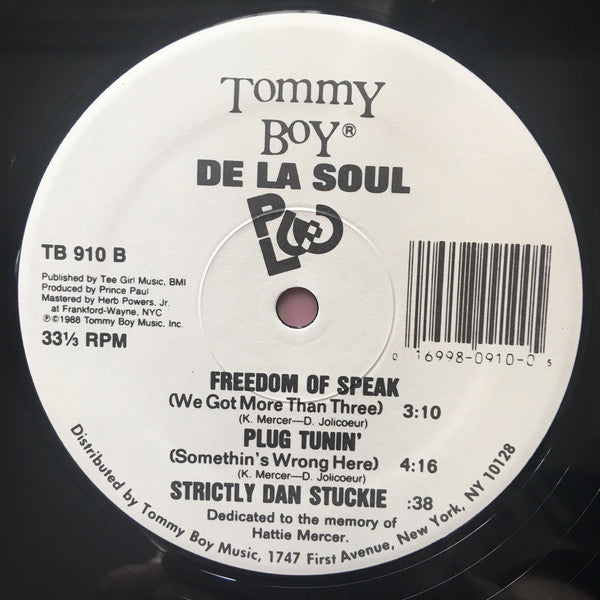 TOMMY
BOY®
DE LA SOUL
PLUG
TB 910 B
Published by Tee Girl Music, BMI
Produced by Prince Paul
Mastered by Herb Powers, Jr.
at Frankford-Wayne, NYC
℗©1988 Tommy Boy Music, Inc.
33⅓ RPM
0 16998-0910-0 5
FREEDOM OF SPEAK
(We Got More Than Three) 3:10
(K. Mercer—D. Jolicoeur)
PLUG TUNIN'
(Somethin's Wrong Here) 4:16
(K. Mercer—D. Jolicoeur)
STRICTLY DAN STUCKIE :38
Dedicated to the memory of
Hattie Mercer.
Distributed by Tommy Boy Music, 1747 First Avenue, New York, NY 10128